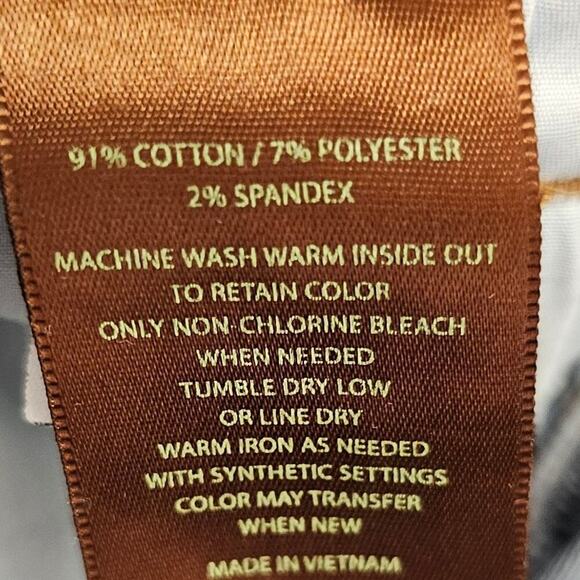 91% COTTON / 7% POLYESTER
2% SPANDEX
MACHINE WASH WARM INSIDE OUT
TO RETAIN COLOR
ONLY NON-CHLORINE BLEACH
WHEN NEEDED
TUMBLE DRY LOW
OR LINE DRY
WARM IRON AS NEEDED
WITH SYNTHETIC SETTINGS
COLOR MAY TRANSFER
WHEN NEW
MADE IN VIETNAM